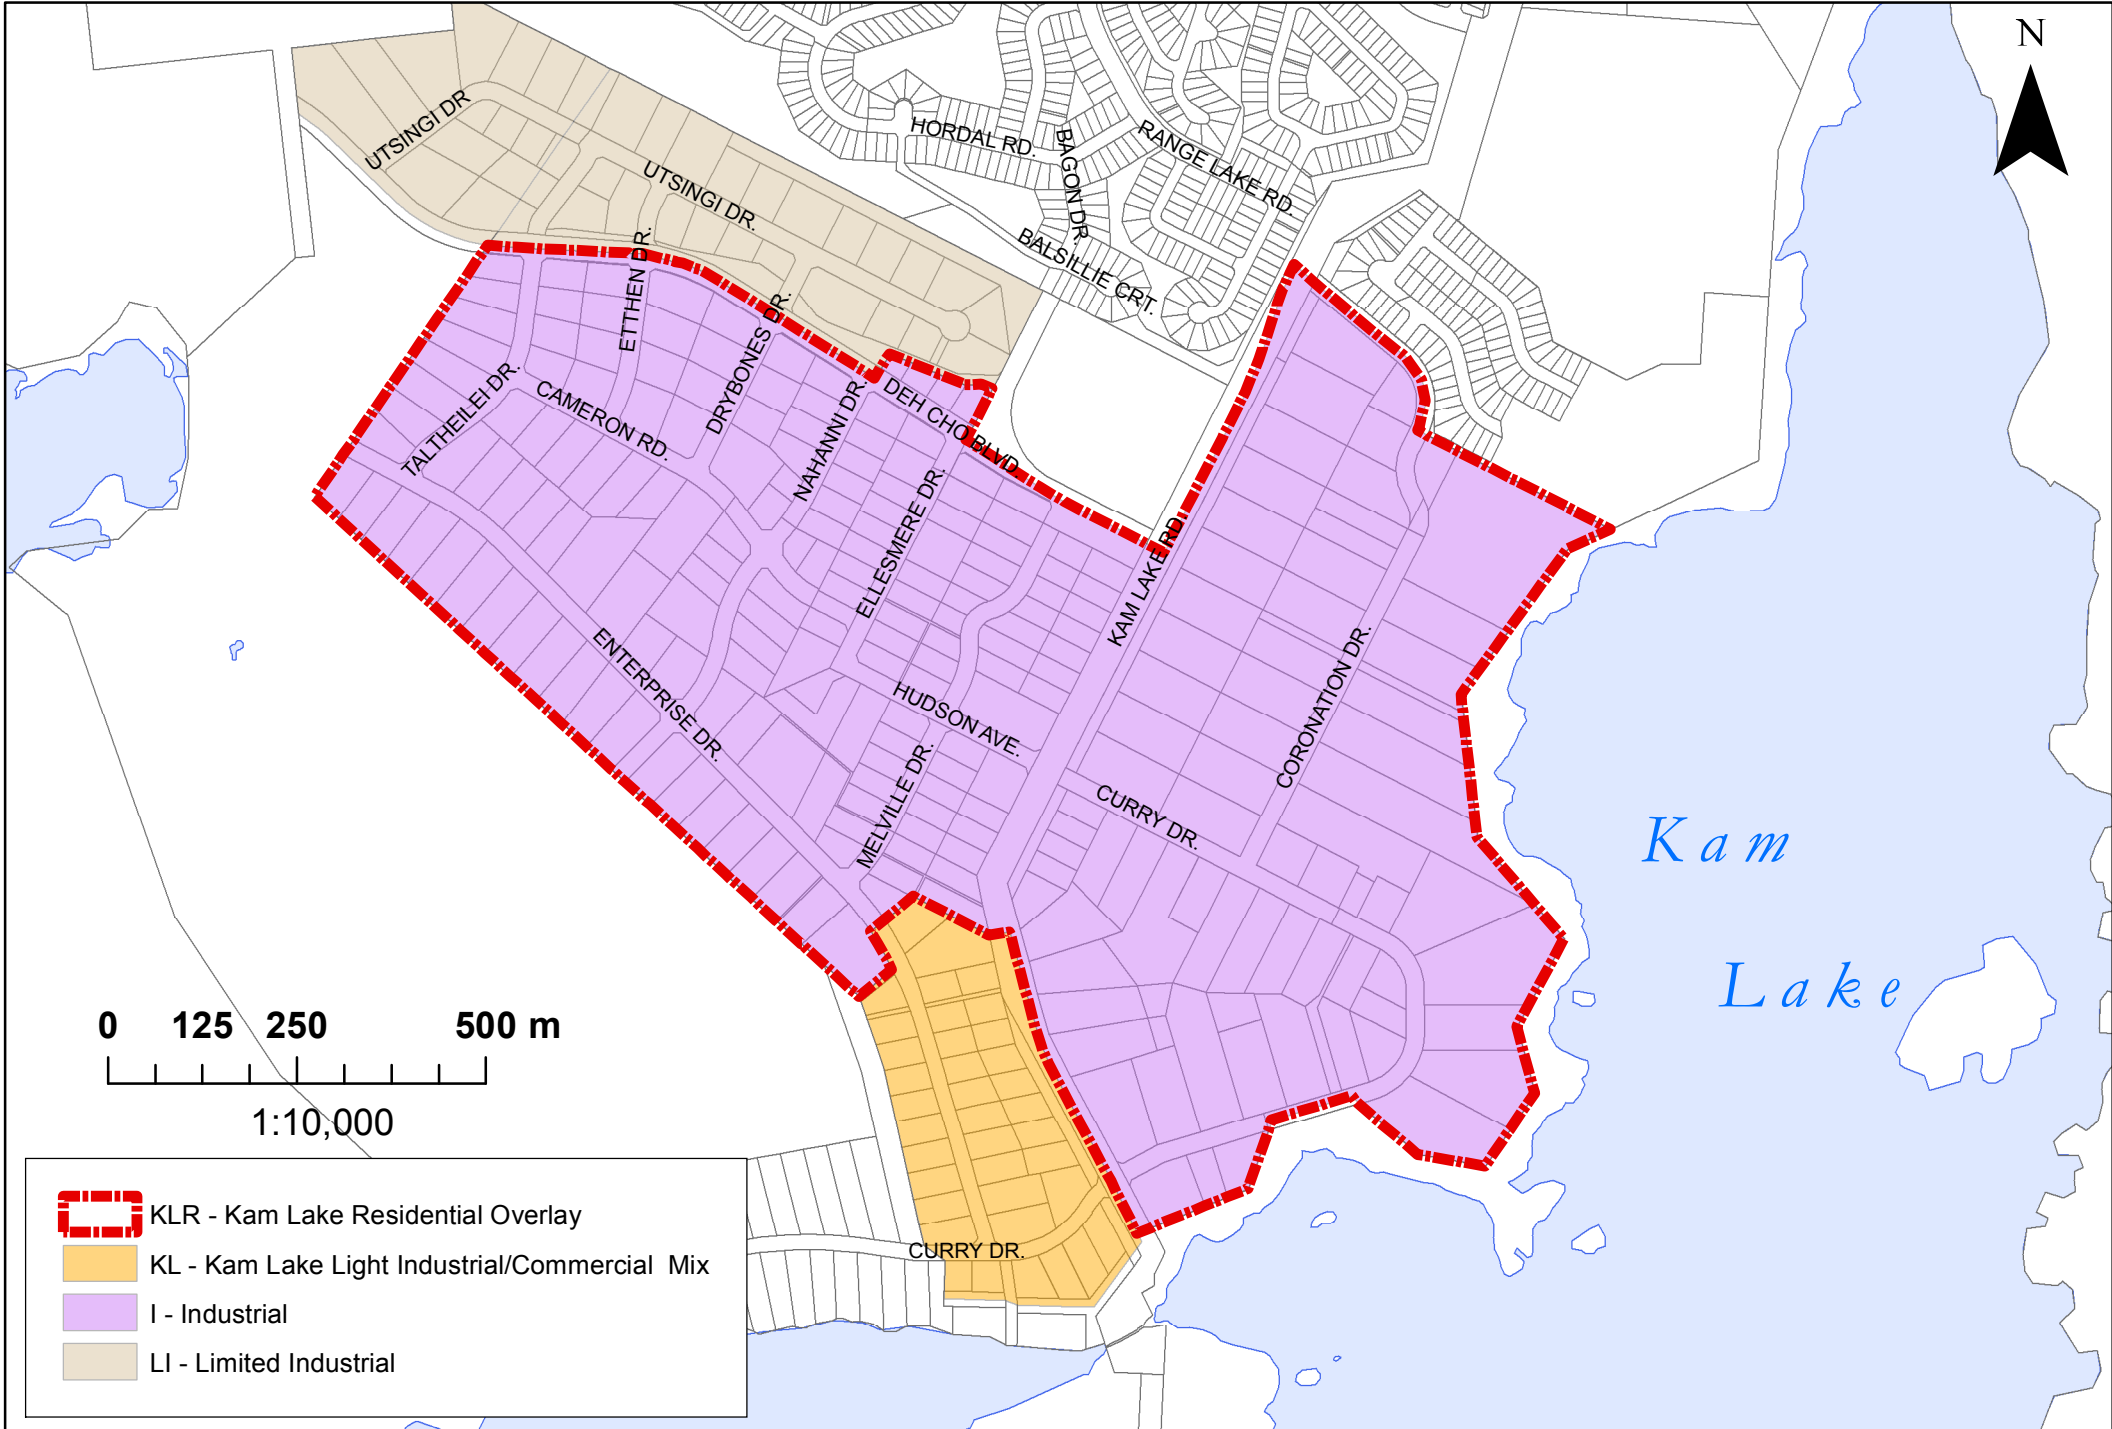 N
UTSINGI DR
HORDAL RD.
BAGON DR.
RANGE LAKE RD.
UTSINGI DR.
BALSILLIE CRT.
ETTHEN DR.
DRYBONES DR.
TALTHEILEI DR.
CAMERON RD.
NAHANNI DR.
DEH CHO BLVD
ELLESMERE DR.
KAM LAKE RD
ENTERPRISE DR.
HUDSON AVE.
CORONATION DR.
MELVILLE DR.
CURRY DR.
Kam
Lake
0 125 250 500 m
1:10,000
KLR - Kam Lake Residential Overlay
KL - Kam Lake Light Industrial/Commercial Mix
I - Industrial
LI - Limited Industrial
CURRY DR.